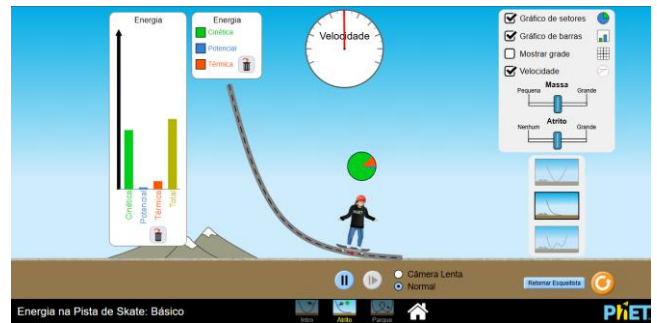 Energia
Cinética
Potencial
Térmica
Total
Energia
Cinética
Potencial
Térmica
Velocidade
Gráfico de setores
Gráfico de barras
Mostrar grade
Velocidade
Massa
Pequena
Grande
Atrito
Nenhum
Grande
Câmera Lenta
Normal
Retornar Esqueitista
Energia na Pista de Skate: Básico
Intro
Atrito
Parque
PhET